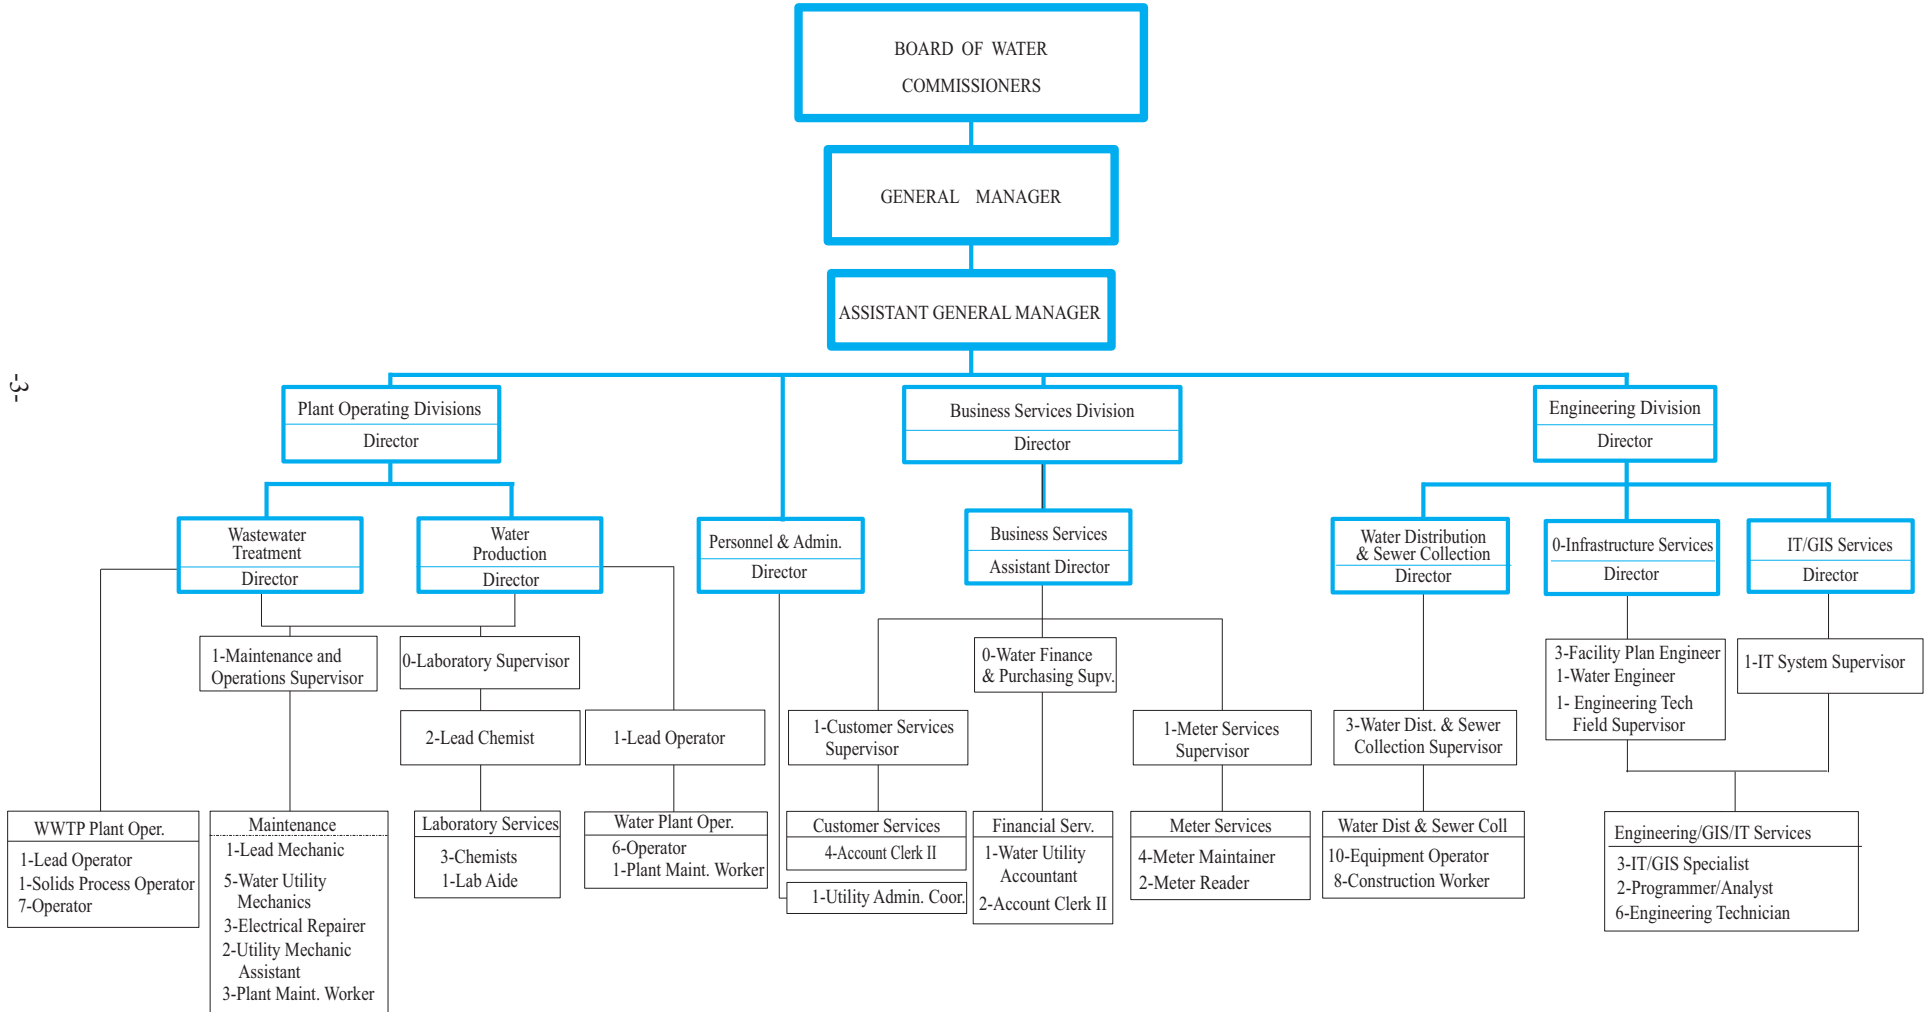 BOARD OF WATER
COMMISSIONERS
GENERAL MANAGER
ASSISTANT GENERAL MANAGER
-3-
Plant Operating Divisions
Director
Business Services Division
Director
Engineering Division
Director
Wastewater
Treatment
Director
Water
Production
Director
Personnel & Admin.
Director
Business Services
Assistant Director
Water Distribution
& Sewer Collection
Director
0-Infrastructure Services
Director
IT/GIS Services
Director
1-Maintenance and
Operations Supervisor
0-Laboratory Supervisor
0-Water Finance
& Purchasing Supv.
3-Facility Plan Engineer
1-Water Engineer
1- Engineering Tech
Field Supervisor
1-IT System Supervisor
2-Lead Chemist
1-Lead Operator
1-Customer Services
Supervisor
1-Meter Services
Supervisor
3-Water Dist. & Sewer
Collection Supervisor
WWTP Plant Oper.
1-Lead Operator
1-Solids Process Operator
7-Operator
Maintenance
1-Lead Mechanic
5-Water Utility
Mechanics
3-Electrical Repairer
2-Utility Mechanic
Assistant
3-Plant Maint. Worker
Laboratory Services
3-Chemists
1-Lab Aide
Water Plant Oper.
6-Operator
1-Plant Maint. Worker
Customer Services
4-Account Clerk II
1-Utility Admin. Coor.
Financial Serv.
1-Water Utility
Accountant
2-Account Clerk II
Meter Services
4-Meter Maintainer
2-Meter Reader
Water Dist & Sewer Coll
10-Equipment Operator
8-Construction Worker
Engineering/GIS/IT Services
3-IT/GIS Specialist
2-Programmer/Analyst
6-Engineering Technician